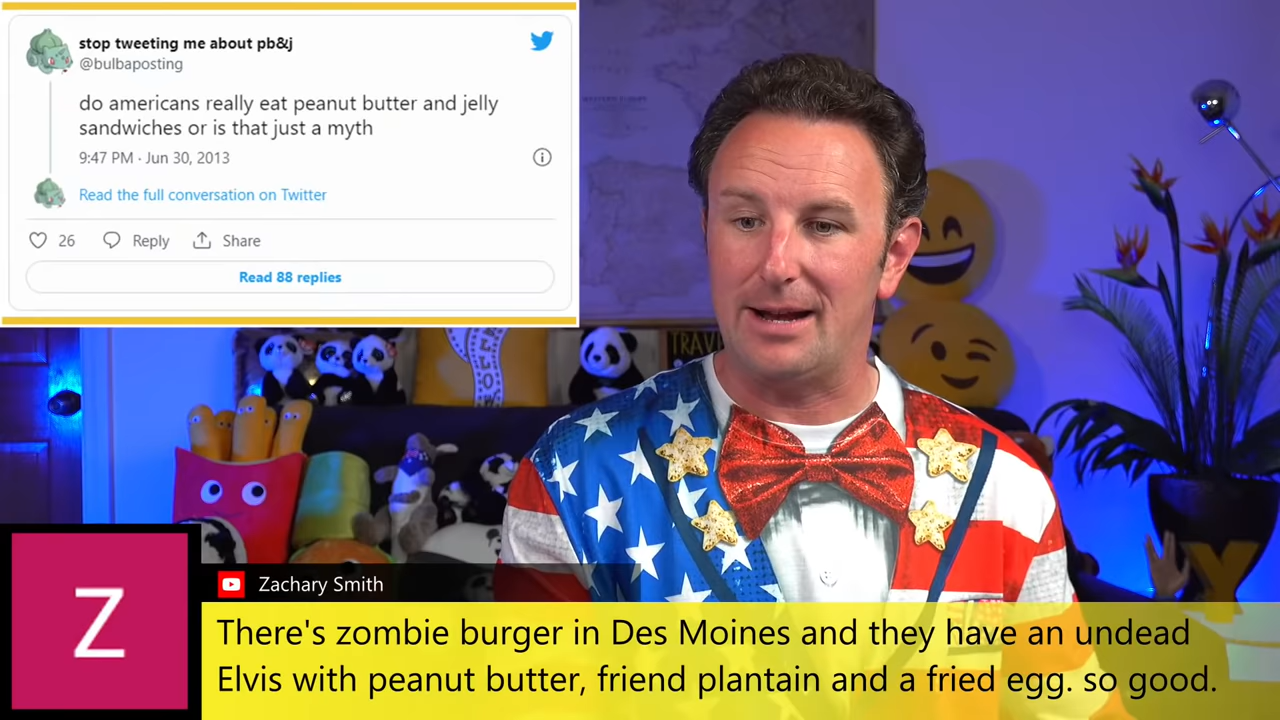 stop tweeting me about pb&j
@bulbaposting
do americans really eat peanut butter and jelly
sandwiches or is that just a myth
9:47 PM · Jun 30, 2013
Read the full conversation on Twitter
26 Reply Share
Read 88 replies
TRAV
Z
Zachary Smith
There's zombie burger in Des Moines and they have an undead
Elvis with peanut butter, friend plantain and a fried egg. so good.